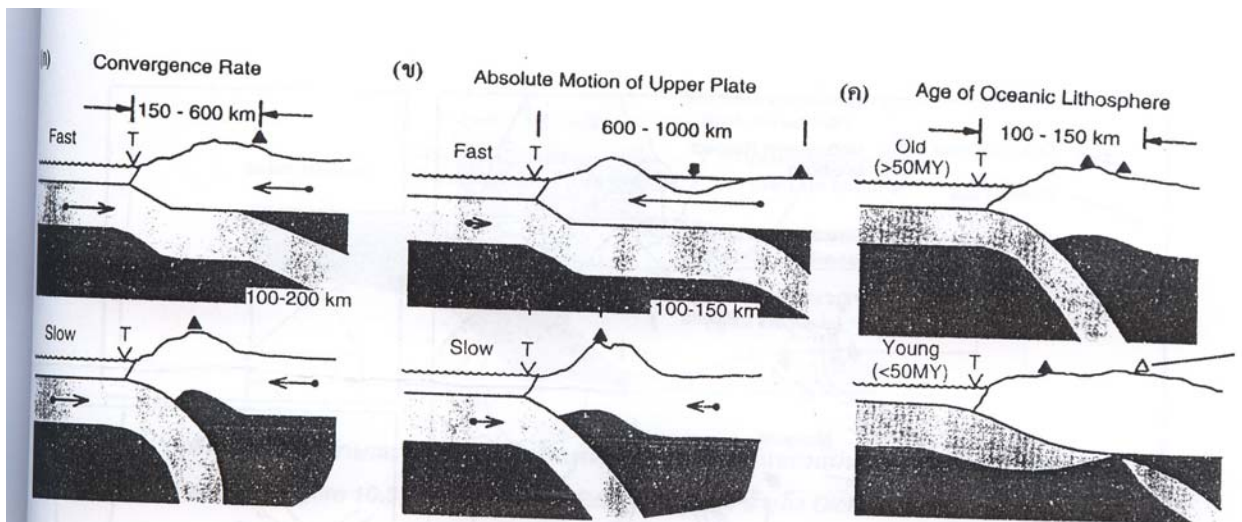 (ก)
Convergence Rate
150 - 600 km
Fast
T
100-200 km
Slow
T
(ข)
Absolute Motion of Upper Plate
600 - 1000 km
Fast
T
100-150 km
Slow
T
(ค)
Age of Oceanic Lithosphere
100 - 150 km
Old
(>50MY)
T
Young
(<50MY)
T